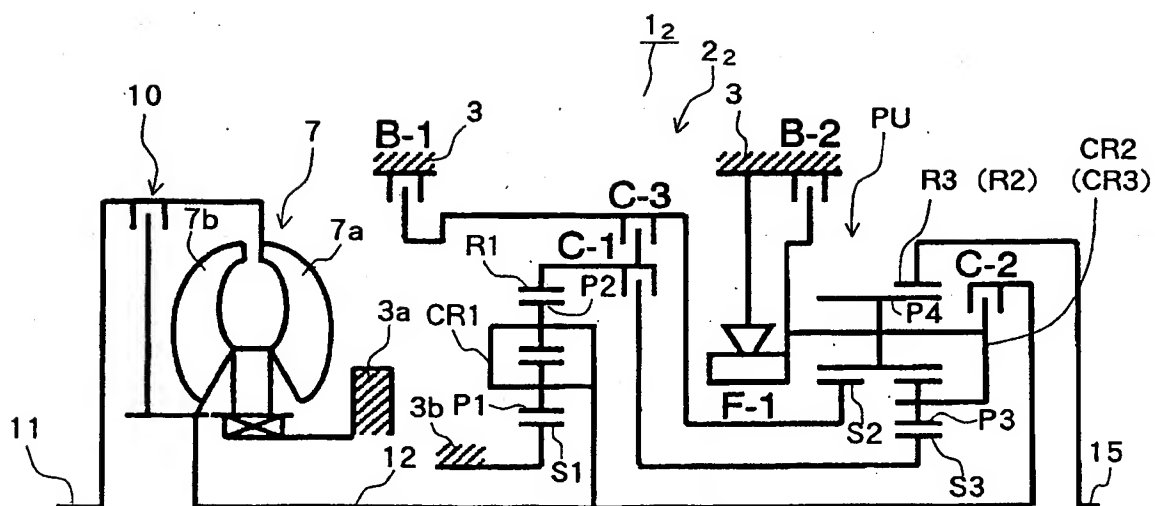 1₂
2₂
10
7
B-1
3
3
B-2
PU
CR2
(CR3)
R3 (R2)
7b
7a
C-3
R1
C-1
P2
C-2
CR1
P4
3a
P1
F-1
3b
S2
P3
11
12
S1
S3
15